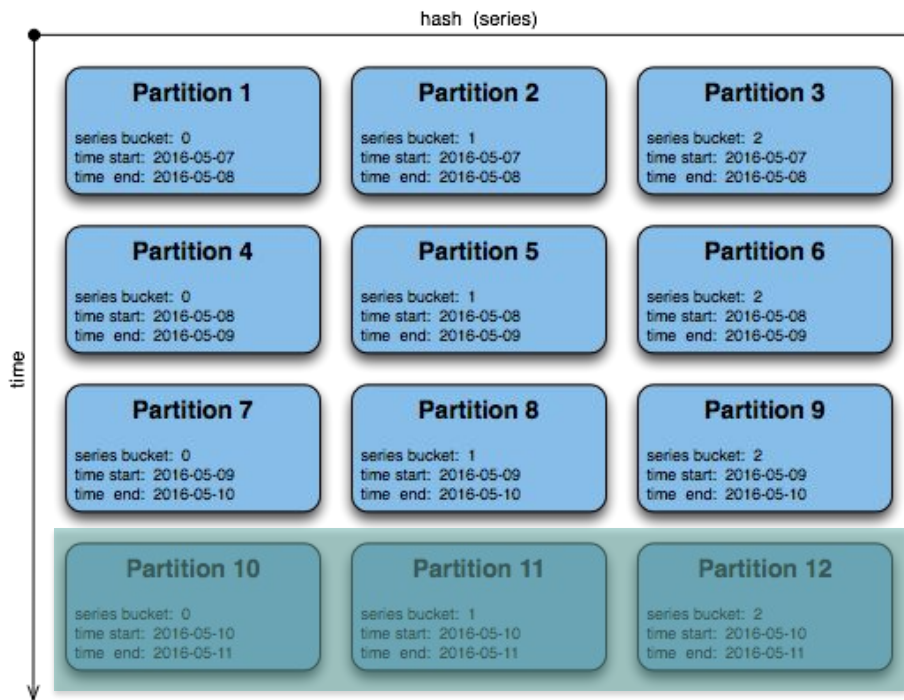 hash (series)
time
Partition 1
series bucket: 0
time start: 2016-05-07
time end: 2016-05-08
Partition 2
series bucket: 1
time start: 2016-05-07
time end: 2016-05-08
Partition 3
series bucket: 2
time start: 2016-05-07
time end: 2016-05-08
Partition 4
series bucket: 0
time start: 2016-05-08
time end: 2016-05-09
Partition 5
series bucket: 1
time start: 2016-05-08
time end: 2016-05-09
Partition 6
series bucket: 2
time start: 2016-05-08
time end: 2016-05-09
Partition 7
series bucket: 0
time start: 2016-05-09
time end: 2016-05-10
Partition 8
series bucket: 1
time start: 2016-05-09
time end: 2016-05-10
Partition 9
series bucket: 2
time start: 2016-05-09
time end: 2016-05-10
Partition 10
series bucket: 0
time start: 2016-05-10
time end: 2016-05-11
Partition 11
series bucket: 1
time start: 2016-05-10
time end: 2016-05-11
Partition 12
series bucket: 2
time start: 2016-05-10
time end: 2016-05-11